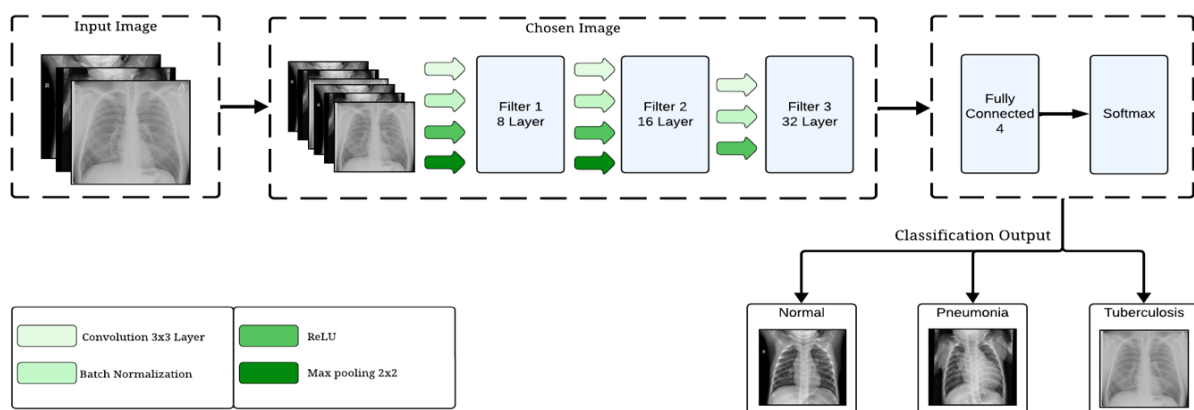 Input Image
Chosen Image
R
Filter 1
8 Layer
Filter 2
16 Layer
Filter 3
32 Layer
Fully
Connected
4
Softmax
Classification Output
Normal
Pneumonia
Tuberculosis
Convolution 3x3 Layer
Batch Normalization
ReLU
Max pooling 2x2